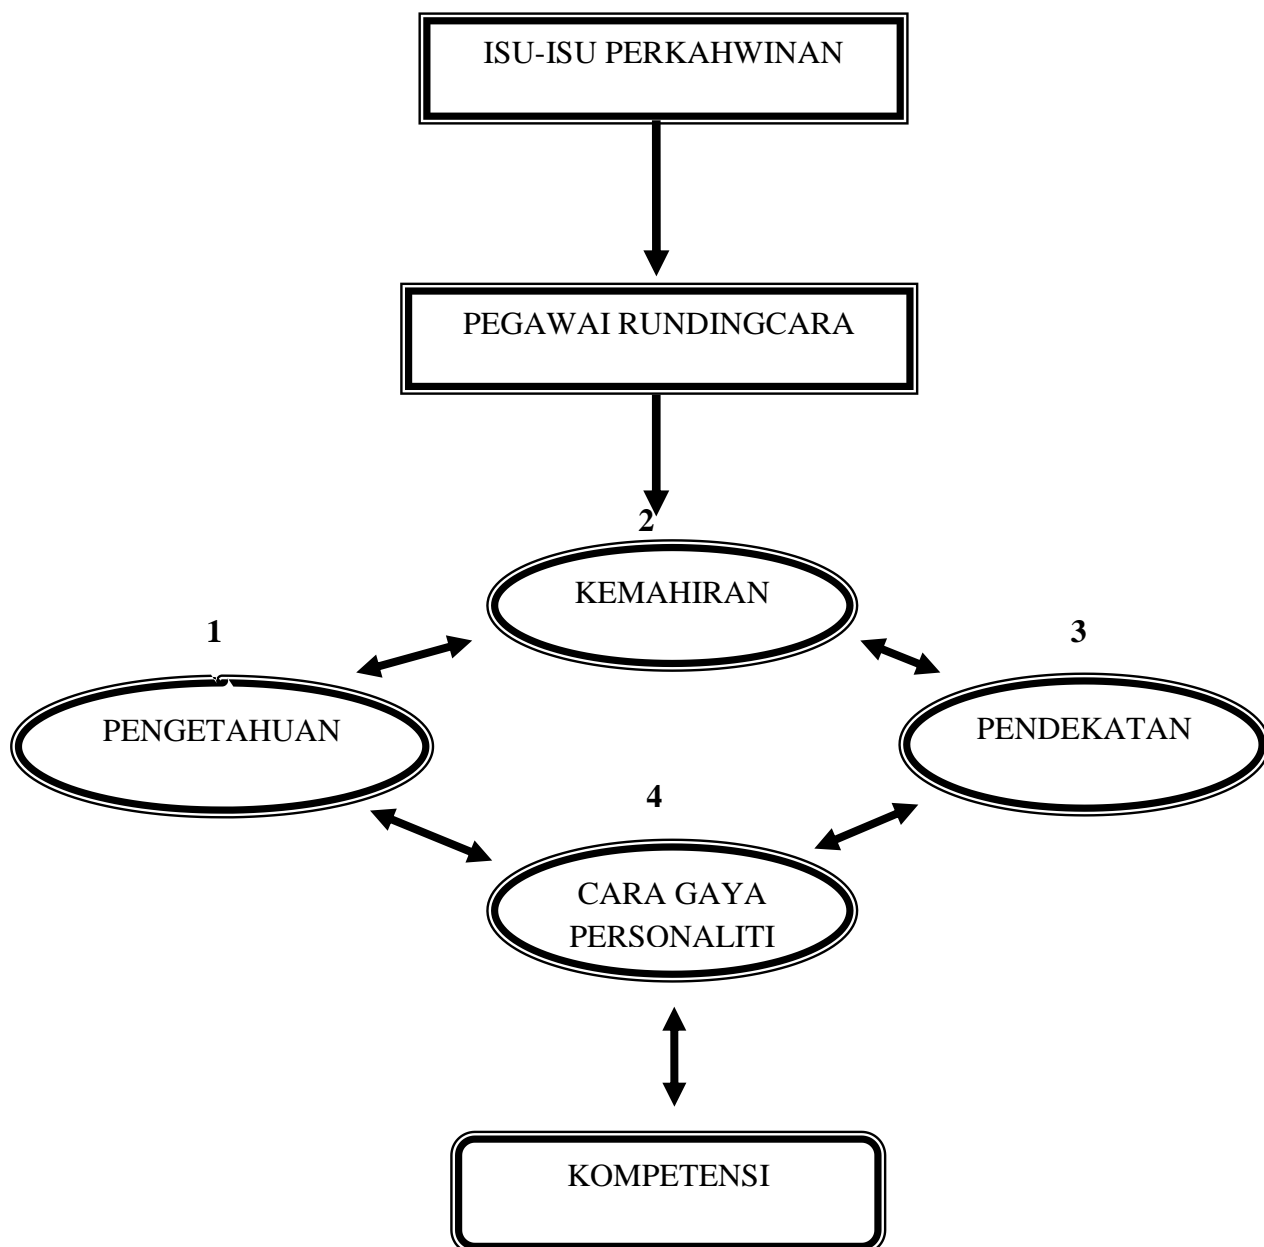 ISU-ISU PERKAHWINAN
PEGAWAI RUNDINGCARA
2
KEMAHIRAN
1
3
PENGETAHUAN
PENDEKATAN
4
CARA GAYA
PERSONALITI
KOMPETENSI